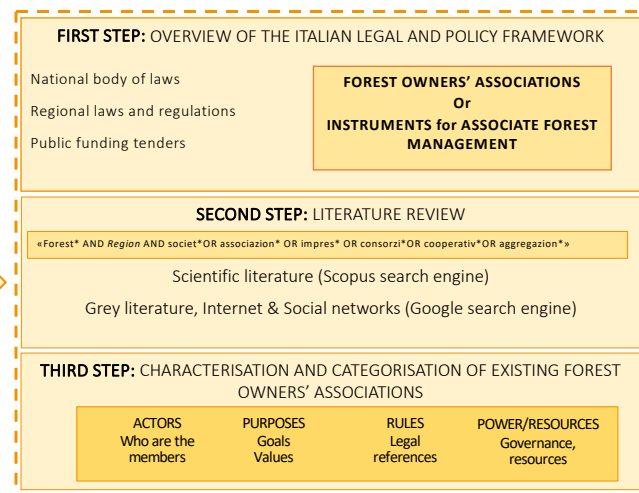 FIRST STEP: OVERVIEW OF THE ITALIAN LEGAL AND POLICY FRAMEWORK
National body of laws
Regional laws and regulations
Public funding tenders
FOREST OWNERS’ ASSOCIATIONS
Or
INSTRUMENTS for ASSOCIATE FOREST
MANAGEMENT
SECOND STEP: LITERATURE REVIEW
«Forest* AND Region AND societ*OR associazion* OR impres* OR consorzi*OR cooperativ*OR aggregazion*»
Scientific literature (Scopus search engine)
Grey literature, Internet & Social networks (Google search engine)
THIRD STEP: CHARACTERISATION AND CATEGORISATION OF EXISTING FOREST
OWNERS’ ASSOCIATIONS
ACTORS
Who are the
members
PURPOSES
Goals
Values
RULES
Legal
references
POWER/RESOURCES
Governance,
resources